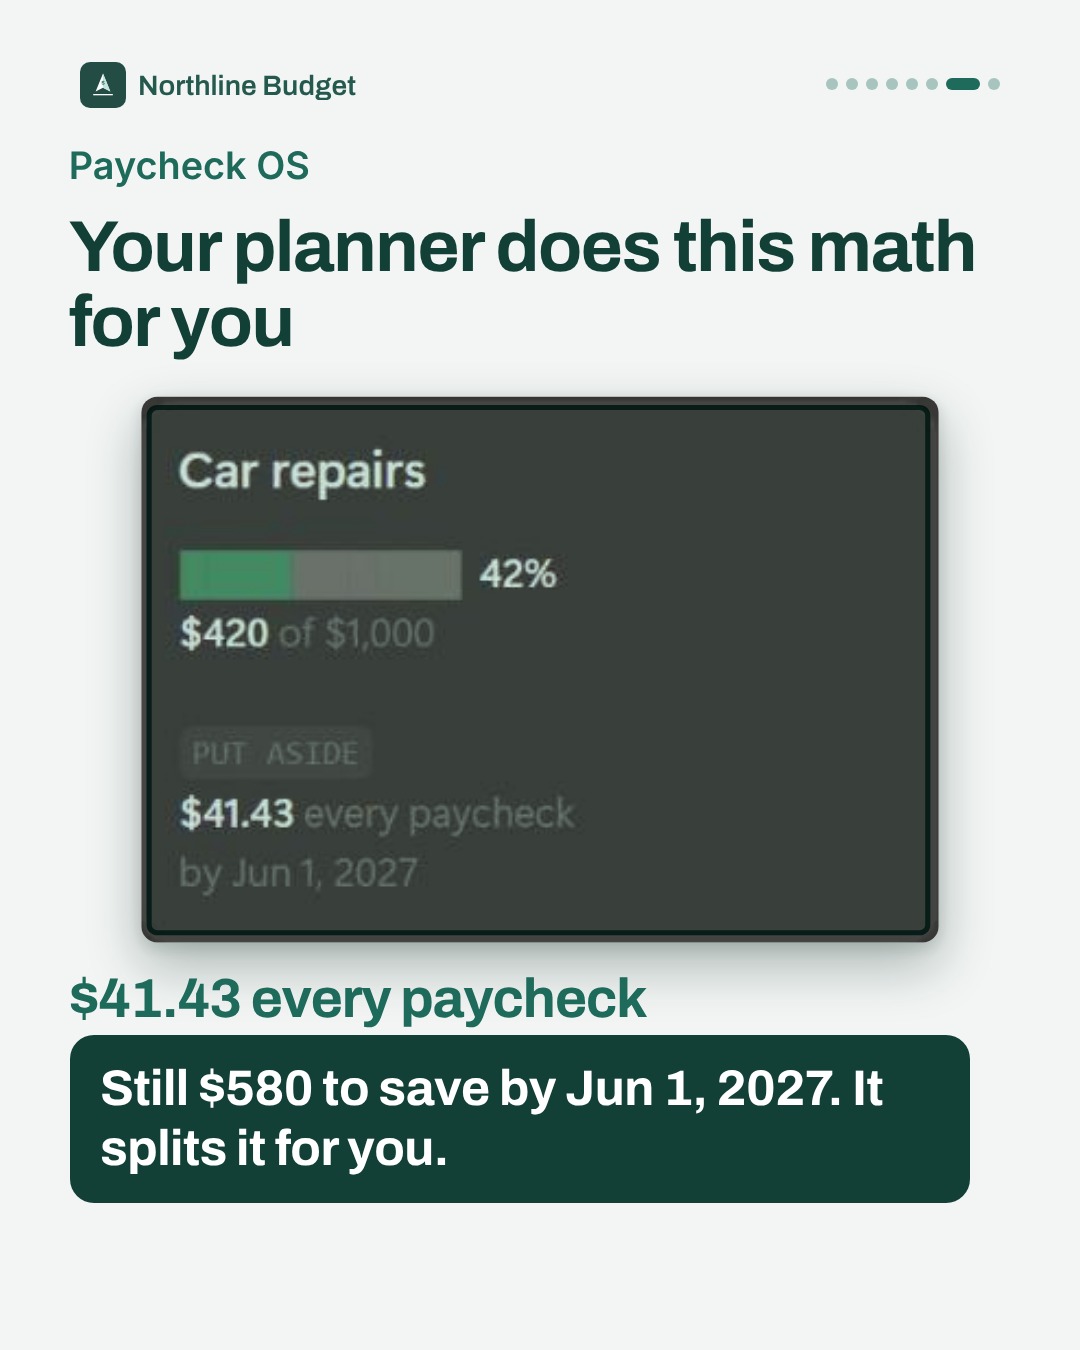 Northline Budget
Paycheck OS
Your planner does this math
for you
Car repairs
42%
$420 of $1,000
PUT ASIDE
$41.43 every paycheck
by Jun 1, 2027
$41.43 every paycheck
Still $580 to save by Jun 1, 2027. It
splits it for you.